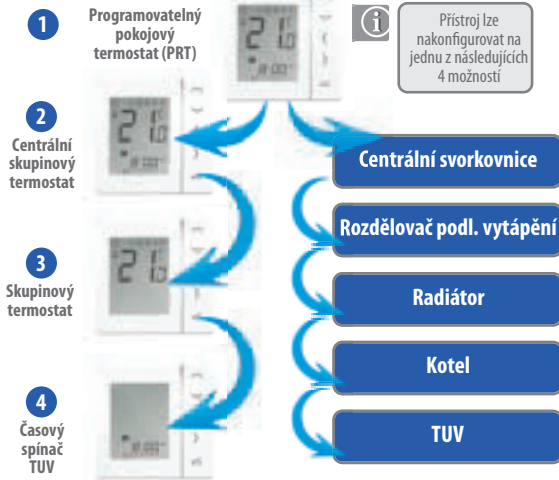 1
Programovatelný
pokojový
termostat (PRT)
Přístroj lze
nakonfigurovat na
jednu z následujících
4 možností
2
Centrální
skupinový
termostat
3
Skupinový
termostat
4
Časový
spínač
TUV
Centrální svorkovnice
Rozdělovač podl. vytápění
Radiátor
Kotel
TUV